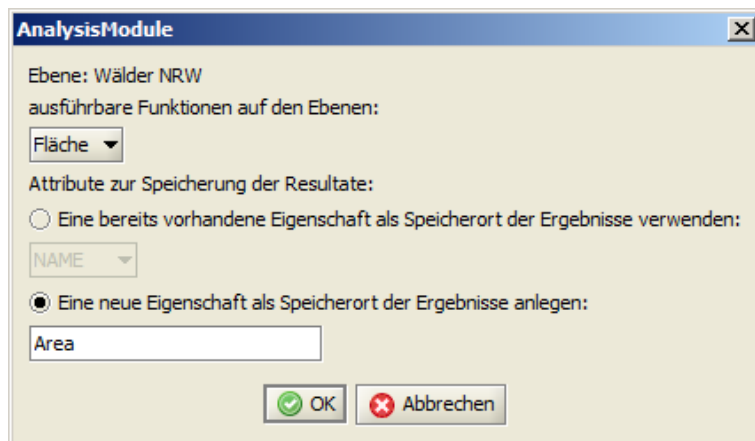 AnalysisModule
Ebene: Wälder NRW
ausführbare Funktionen auf den Ebenen:
Fläche
Attribute zur Speicherung der Resultate:
Eine bereits vorhandene Eigenschaft als Speicherort der Ergebnisse verwenden:
NAME
Eine neue Eigenschaft als Speicherort der Ergebnisse anlegen:
Area
OK Abbrechen